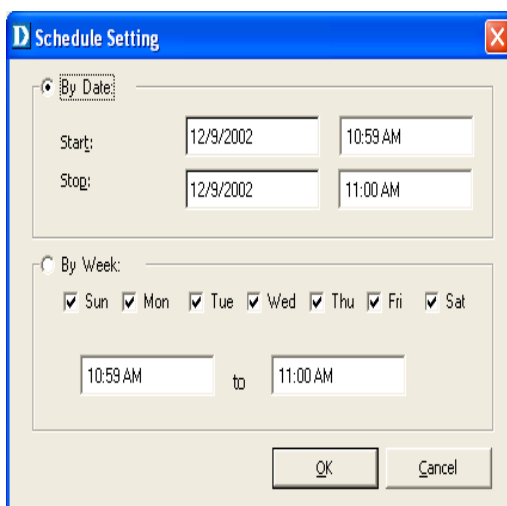 D Schedule Setting
By Date:
Start: 12/9/2002 10:59 AM
Stop: 12/9/2002 11:00 AM
By Week:
Sun Mon Tue Wed Thu Fri Sat
10:59 AM to 11:00 AM
OK Cancel